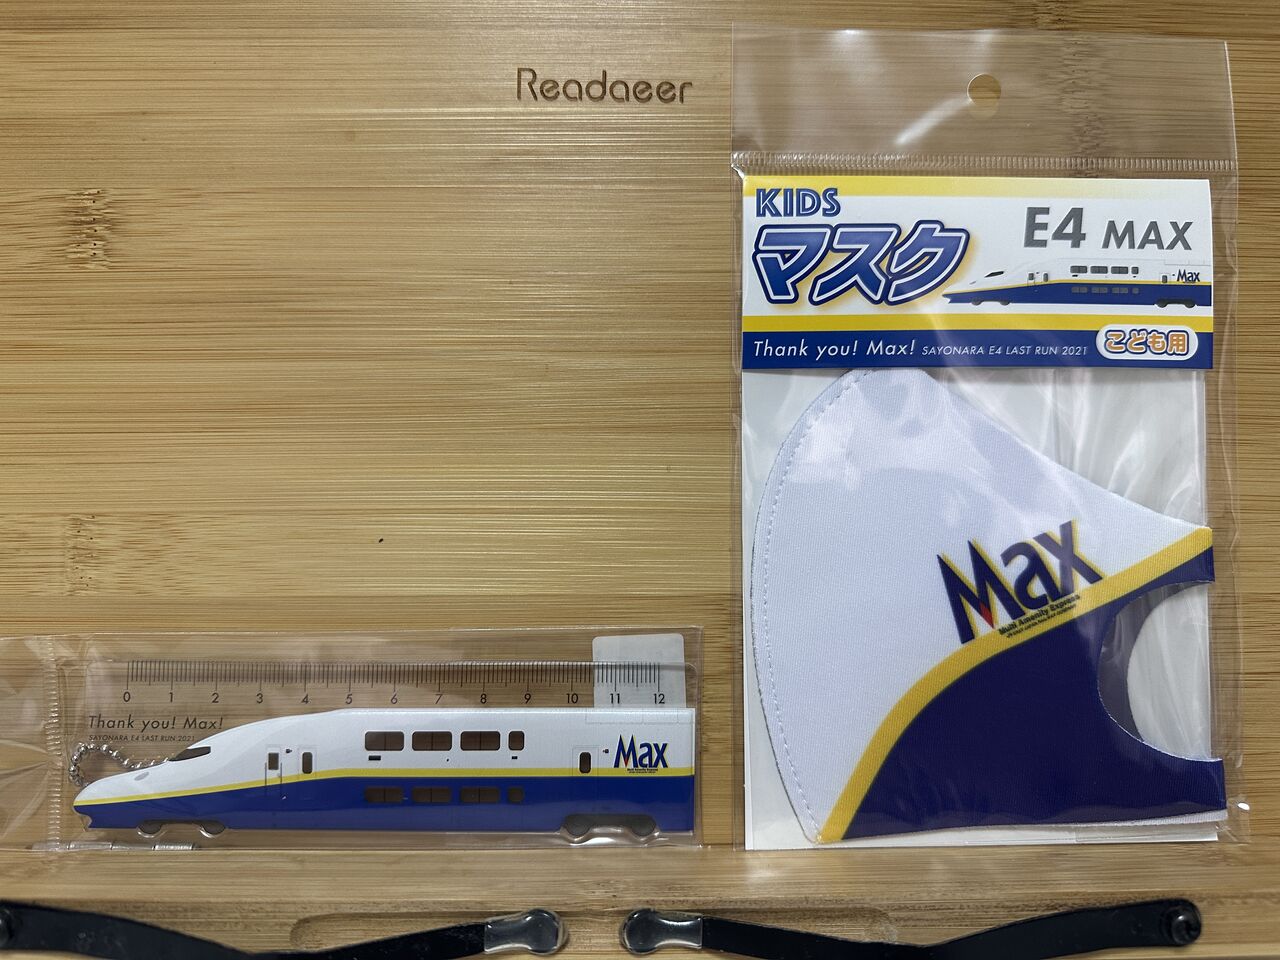 Readaeer
KIDS
マスク
E4 MAX
Max
Thank you! Max! SAYONARA E4 LAST RUN 2021
こども用
Max
Multi Amenity Express
0 1 2 3 4 5 6 7 8 9 10 11 12
Thank you! Max!
SAYONARA E4 LAST RUN 2021
Max